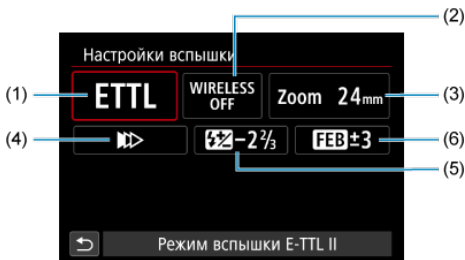 (2)
Настройки вспышки
(1) ETTL WIRELESS OFF Zoom 24mm (3)
(4) -2⅔ FEB±3 (6)
(5)
Режим вспышки E-TTL II